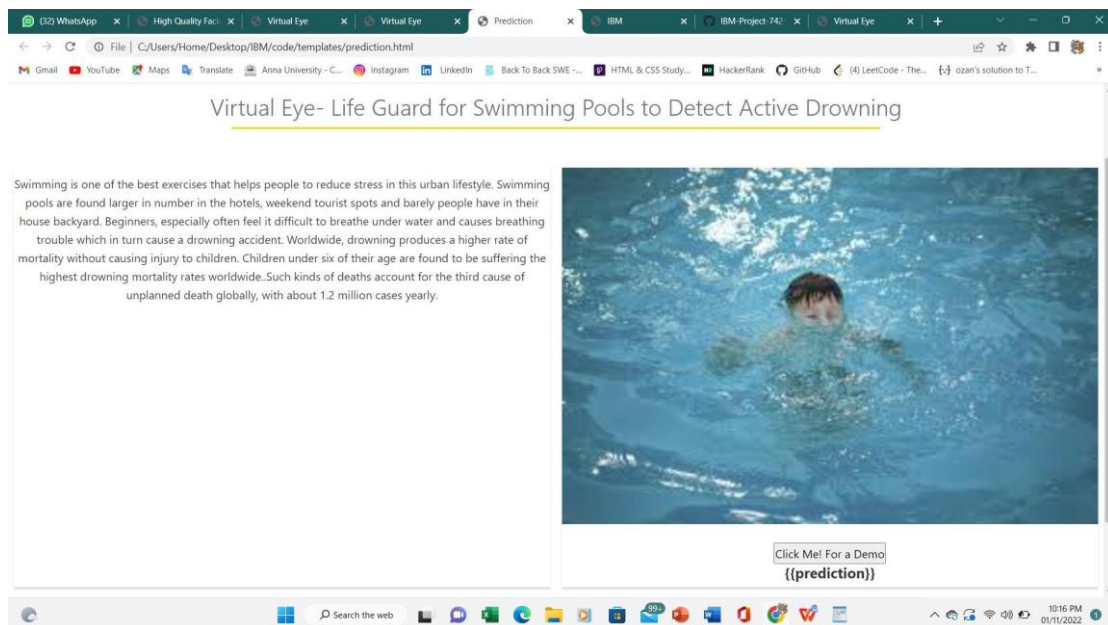 (32) WhatsApp
High Quality Faci
Virtual Eye
Virtual Eye
Prediction
IBM
IBM-Project-742
Virtual Eye
File | C:/Users/Home/Desktop/IBM/code/templates/prediction.html
Gmail
YouTube
Maps
Translate
Anna University - C...
Instagram
LinkedIn
Back To Back SWE -...
HTML & CSS Study...
HackerRank
GitHub
(4) LeetCode - The...
ozan's solution to T...
Virtual Eye- Life Guard for Swimming Pools to Detect Active Drowning
Swimming is one of the best exercises that helps people to reduce stress in this urban lifestyle. Swimming
pools are found larger in number in the hotels, weekend tourist spots and barely people have in their
house backyard. Beginners, especially often feel it difficult to breathe under water and causes breathing
trouble which in turn cause a drowning accident. Worldwide, drowning produces a higher rate of
mortality without causing injury to children. Children under six of their age are found to be suffering the
highest drowning mortality rates worldwide..Such kinds of deaths account for the third cause of
unplanned death globally, with about 1.2 million cases yearly.
Click Me! For a Demo
{{prediction}}
Search the web
99+
10:16 PM
01/11/2022